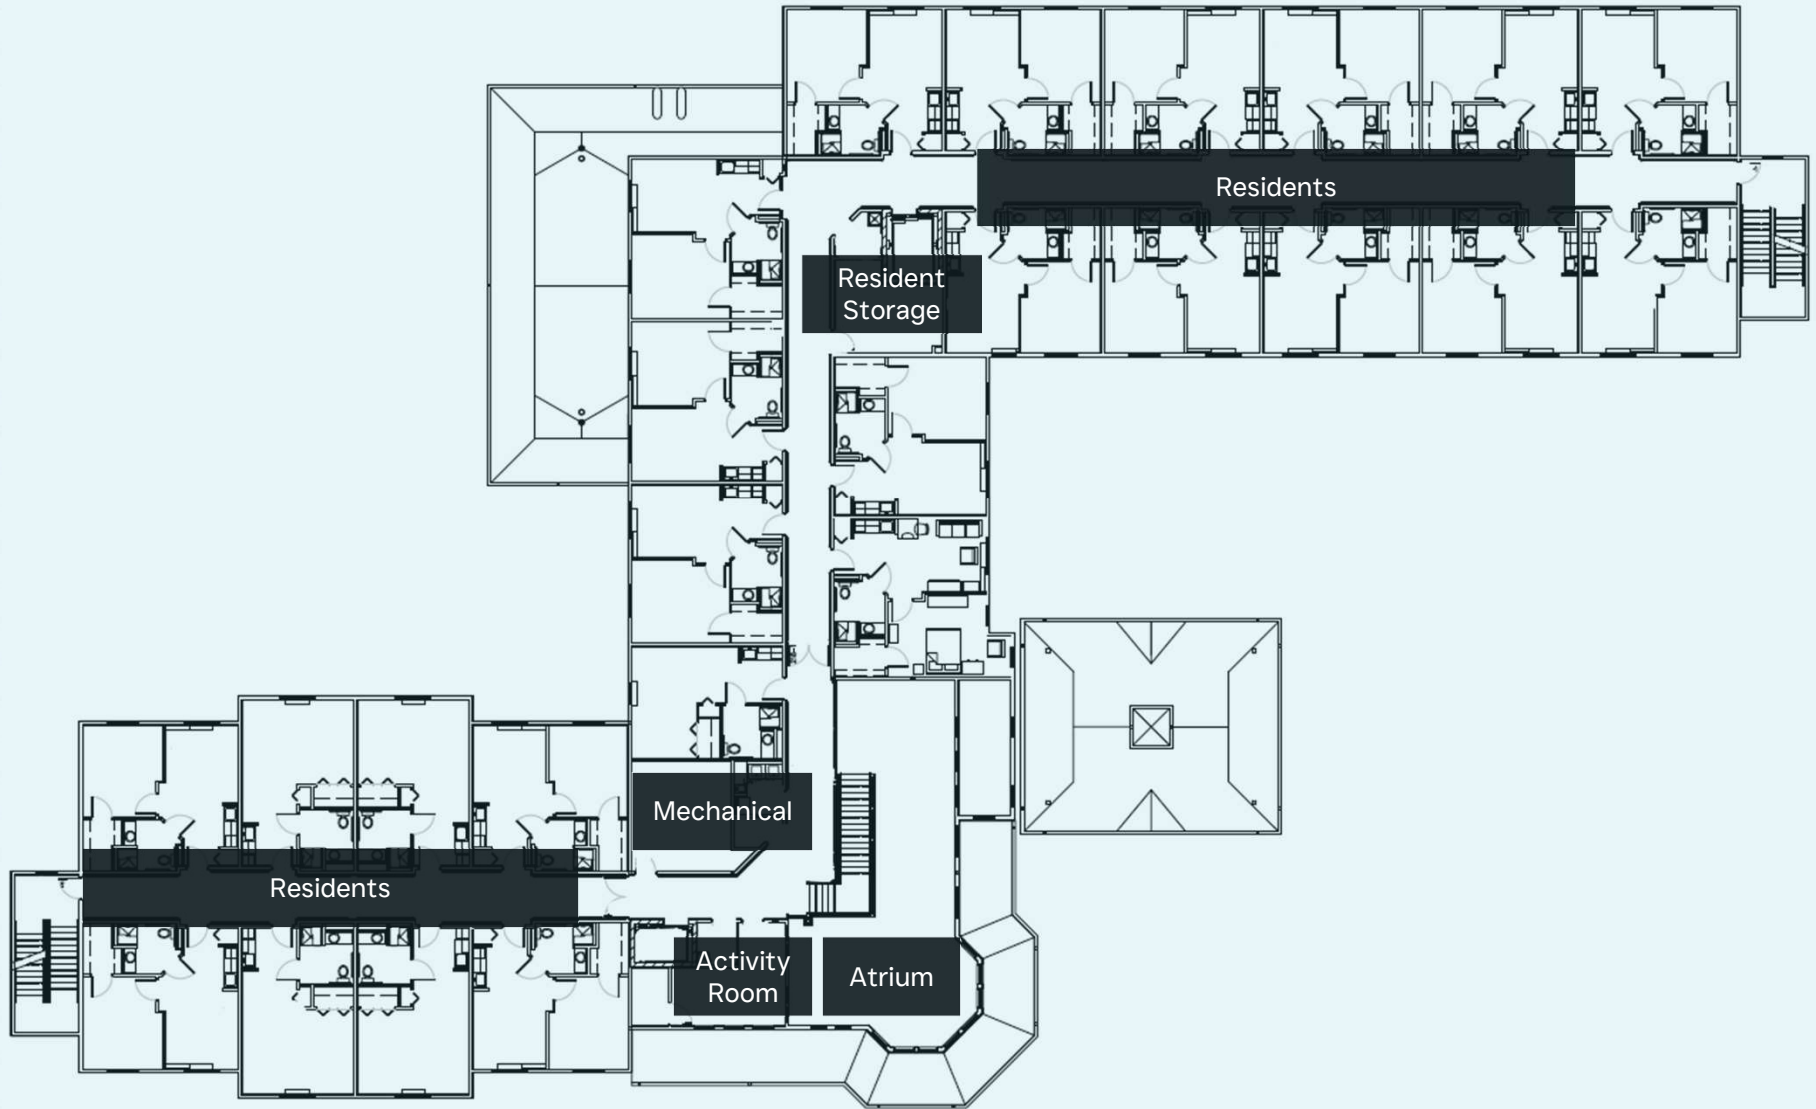 Residents
Resident
Storage
Mechanical
Residents
Activity
Room
Atrium